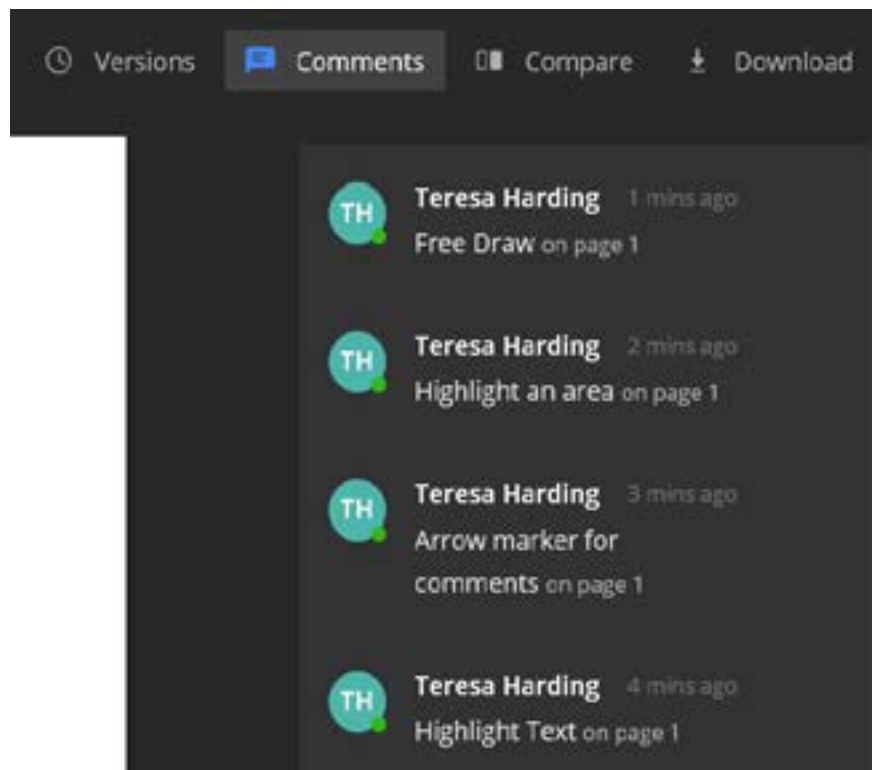 Versions Comments Compare Download
TH Teresa Harding 1 mins ago
Free Draw on page 1
TH Teresa Harding 2 mins ago
Highlight an area on page 1
TH Teresa Harding 3 mins ago
Arrow marker for
comments on page 1
TH Teresa Harding 4 mins ago
Highlight Text on page 1